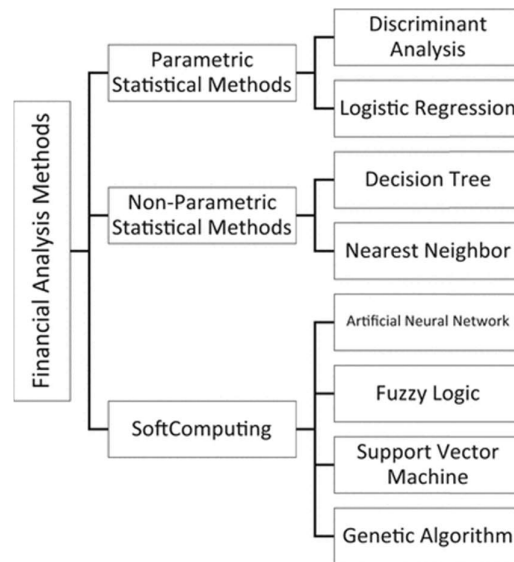 Financial Analysis Methods
Parametric
Statistical Methods
Discriminant
Analysis
Logistic Regression
Non-Parametric
Statistical Methods
Decision Tree
Nearest Neighbor
SoftComputing
Artificial Neural Network
Fuzzy Logic
Support Vector
Machine
Genetic Algorithm